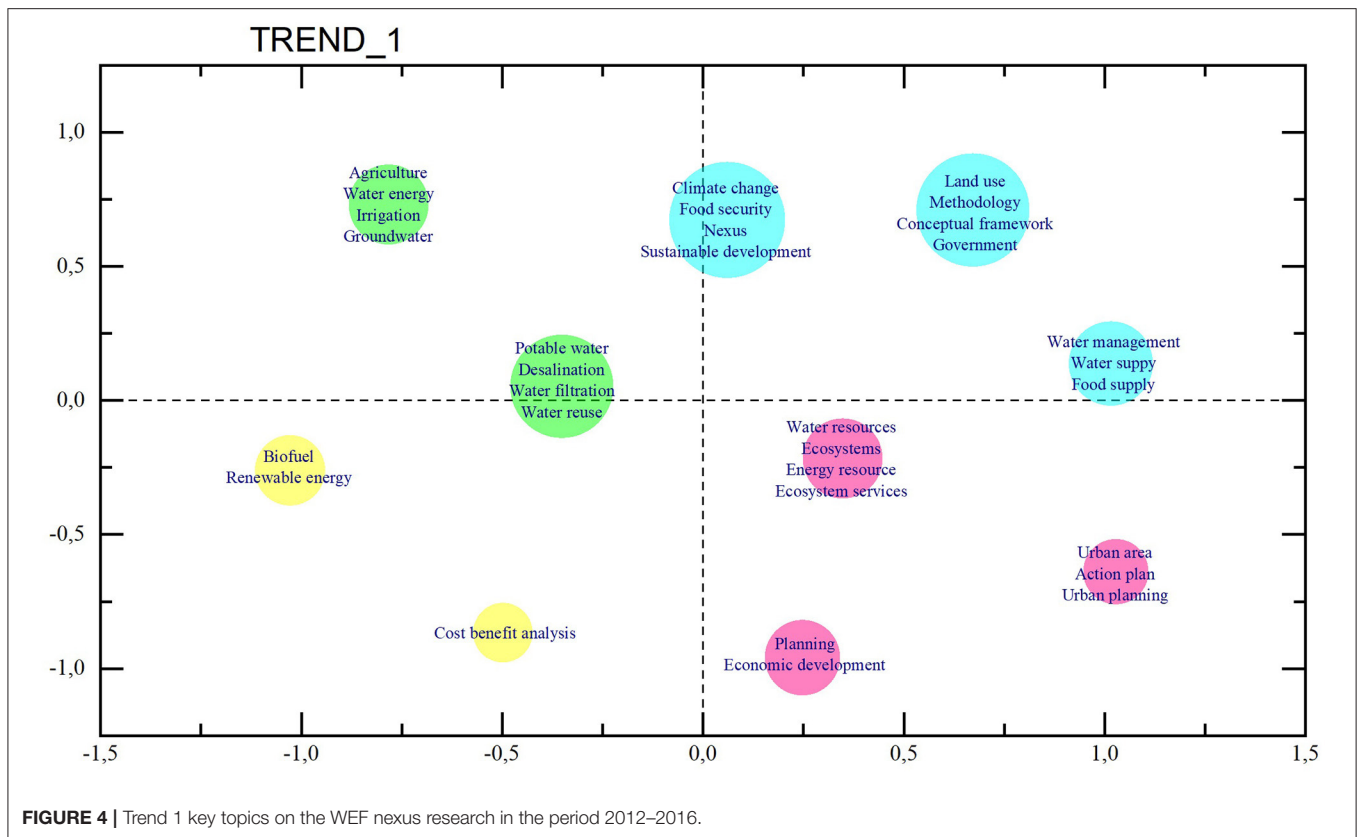 TREND_1
1,0
0,5
0,0
-0,5
-1,0
Agriculture
Water energy
Irrigation
Groundwater
Climate change
Food security
Nexus
Sustainable development
Land use
Methodology
Conceptual framework
Government
Potable water
Desalination
Water filtration
Water reuse
Water management
Water suppy
Food supply
Biofuel
Renewable energy
Water resources
Ecosystems
Energy resource
Ecosystem services
Urban area
Action plan
Urban planning
Cost benefit analysis
Planning
Economic development
-1,5 -1,0 -0,5 0,0 0,5 1,0 1,5
FIGURE 4 | Trend 1 key topics on the WEF nexus research in the period 2012–2016.